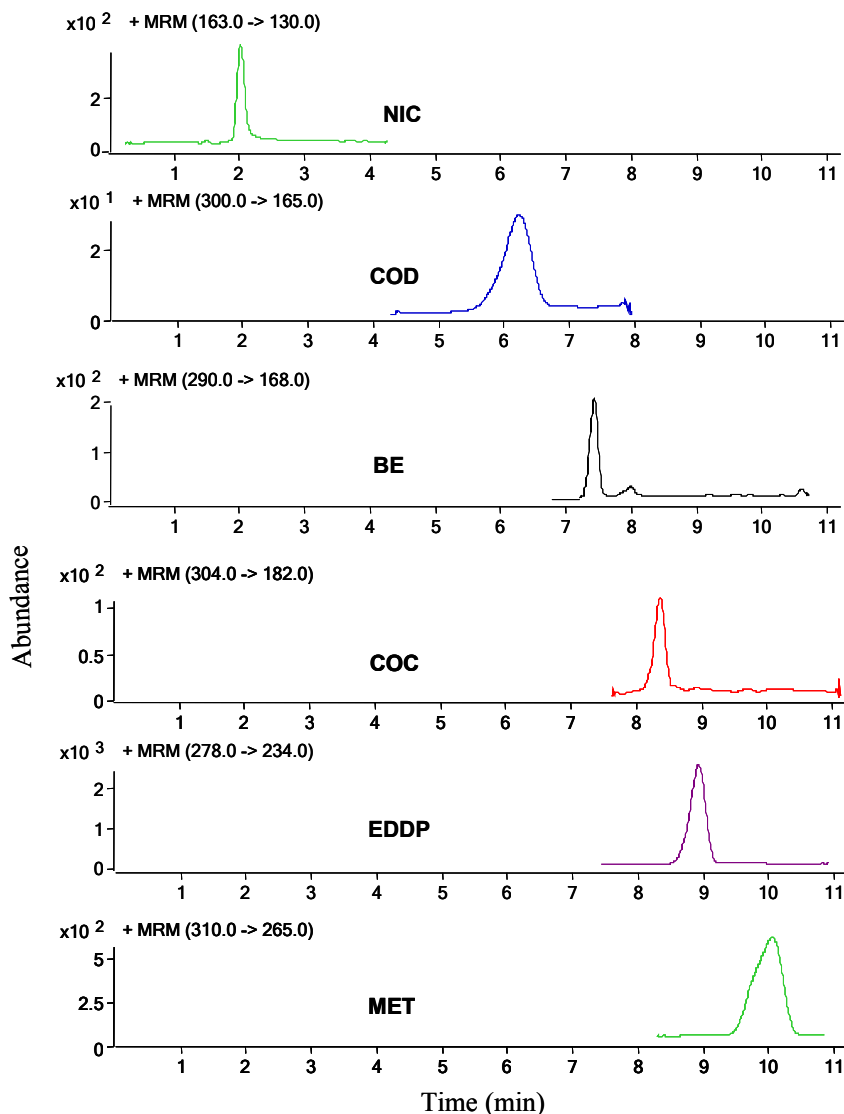 x10 2 + MRM (163.0 -> 130.0)
2
NIC
0
1 2 3 4 5 6 7 8 9 10 11
x10 1 + MRM (300.0 -> 165.0)
2
COD
0
1 2 3 4 5 6 7 8 9 10 11
x10 2 + MRM (290.0 -> 168.0)
2
1
BE
0
1 2 3 4 5 6 7 8 9 10 11
Abundance
x10 2 + MRM (304.0 -> 182.0)
1
0.5
COC
0
1 2 3 4 5 6 7 8 9 10 11
x10 3 + MRM (278.0 -> 234.0)
2
1
EDDP
0
1 2 3 4 5 6 7 8 9 10 11
x10 2 + MRM (310.0 -> 265.0)
5
2.5
MET
0
1 2 3 4 5 6 7 8 9 10 11
Time (min)